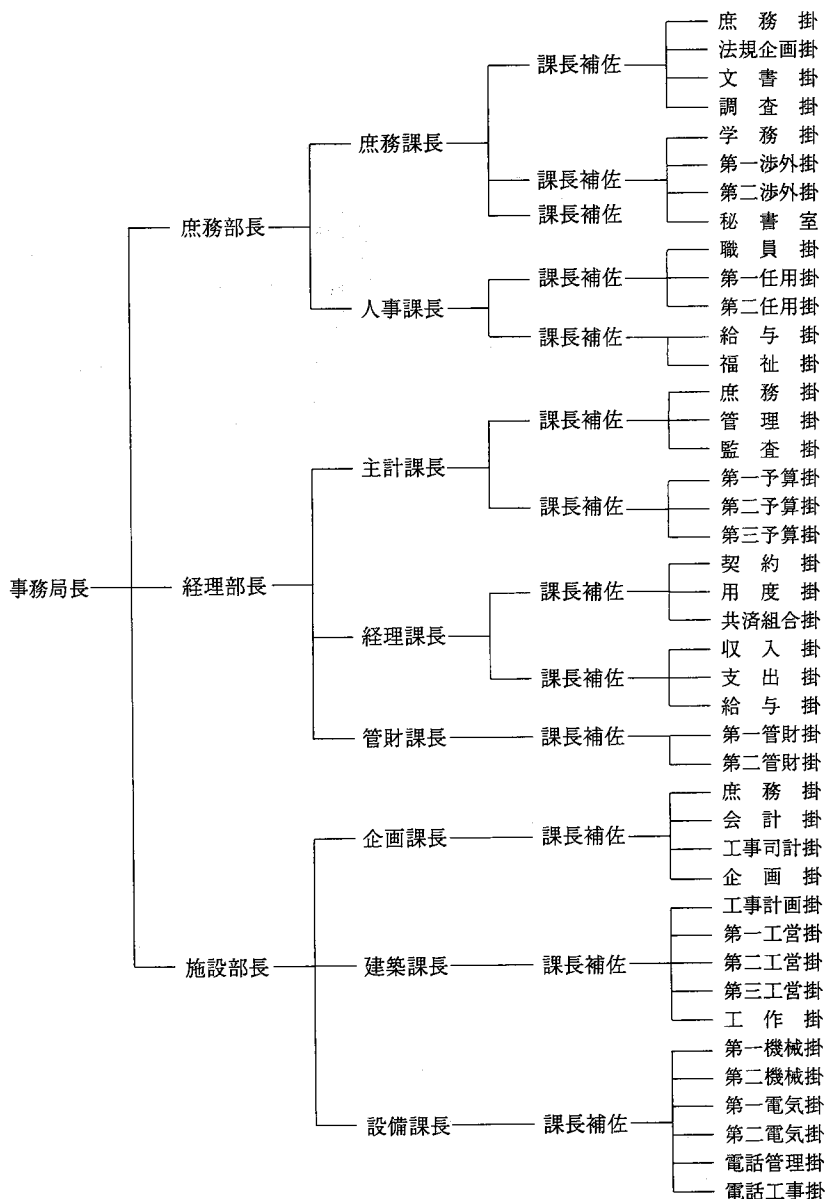 事務局長
庶務部長
庶務課長
課長補佐
庶務掛
法規企画掛
文書掛
調査掛
課長補佐
学務掛
第一渉外掛
第二渉外掛
秘書室
課長補佐
人事課長
課長補佐
職員掛
第一任用掛
第二任用掛
課長補佐
給与掛
福祉掛
経理部長
主計課長
課長補佐
庶務掛
管理掛
監査掛
課長補佐
第一予算掛
第二予算掛
第三予算掛
経理課長
課長補佐
契約掛
用度掛
共済組合掛
課長補佐
収入掛
支出掛
給与掛
管財課長
課長補佐
第一管財掛
第二管財掛
施設部長
企画課長
課長補佐
庶務掛
会計掛
工事司計掛
企画掛
建築課長
課長補佐
工事計画掛
第一工営掛
第二工営掛
第三工営掛
工作掛
設備課長
課長補佐
第一機械掛
第二機械掛
第一電気掛
第二電気掛
電話管理掛
電話工事掛